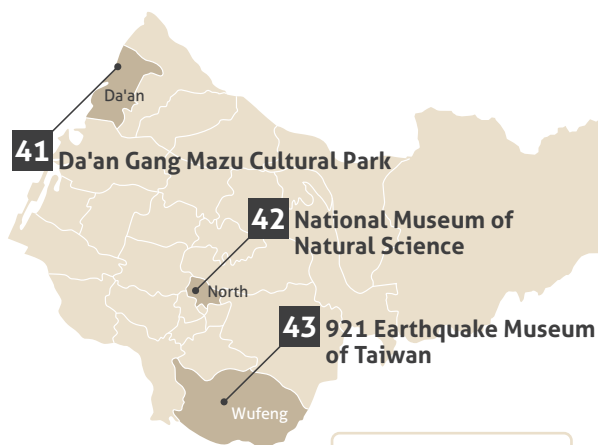 Da'an
41 Da'an Gang Mazu Cultural Park
42 National Museum of
Natural Science
North
43 921 Earthquake Museum
of Taiwan
Wufeng